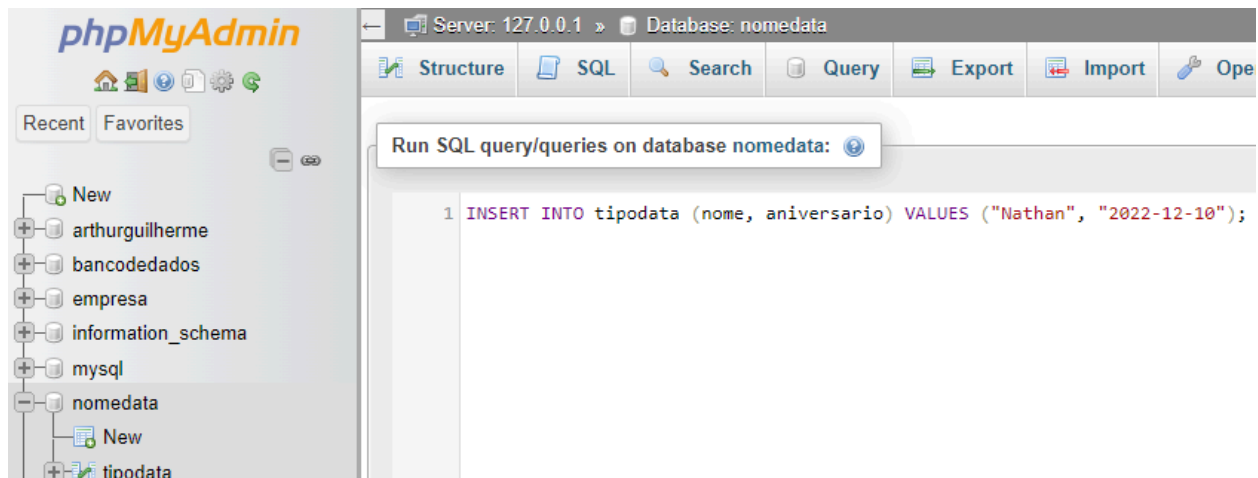 phpMyAdmin
Recent Favorites
New
arthurguilherme
bancodedados
empresa
information_schema
mysql
nomedata
New
tipodata
Server: 127.0.0.1 » Database: nomedata
Structure SQL Search Query Export Import Ope
Run SQL query/queries on database nomedata:
1 INSERT INTO tipodata (nome, aniversario) VALUES ("Nathan", "2022-12-10");